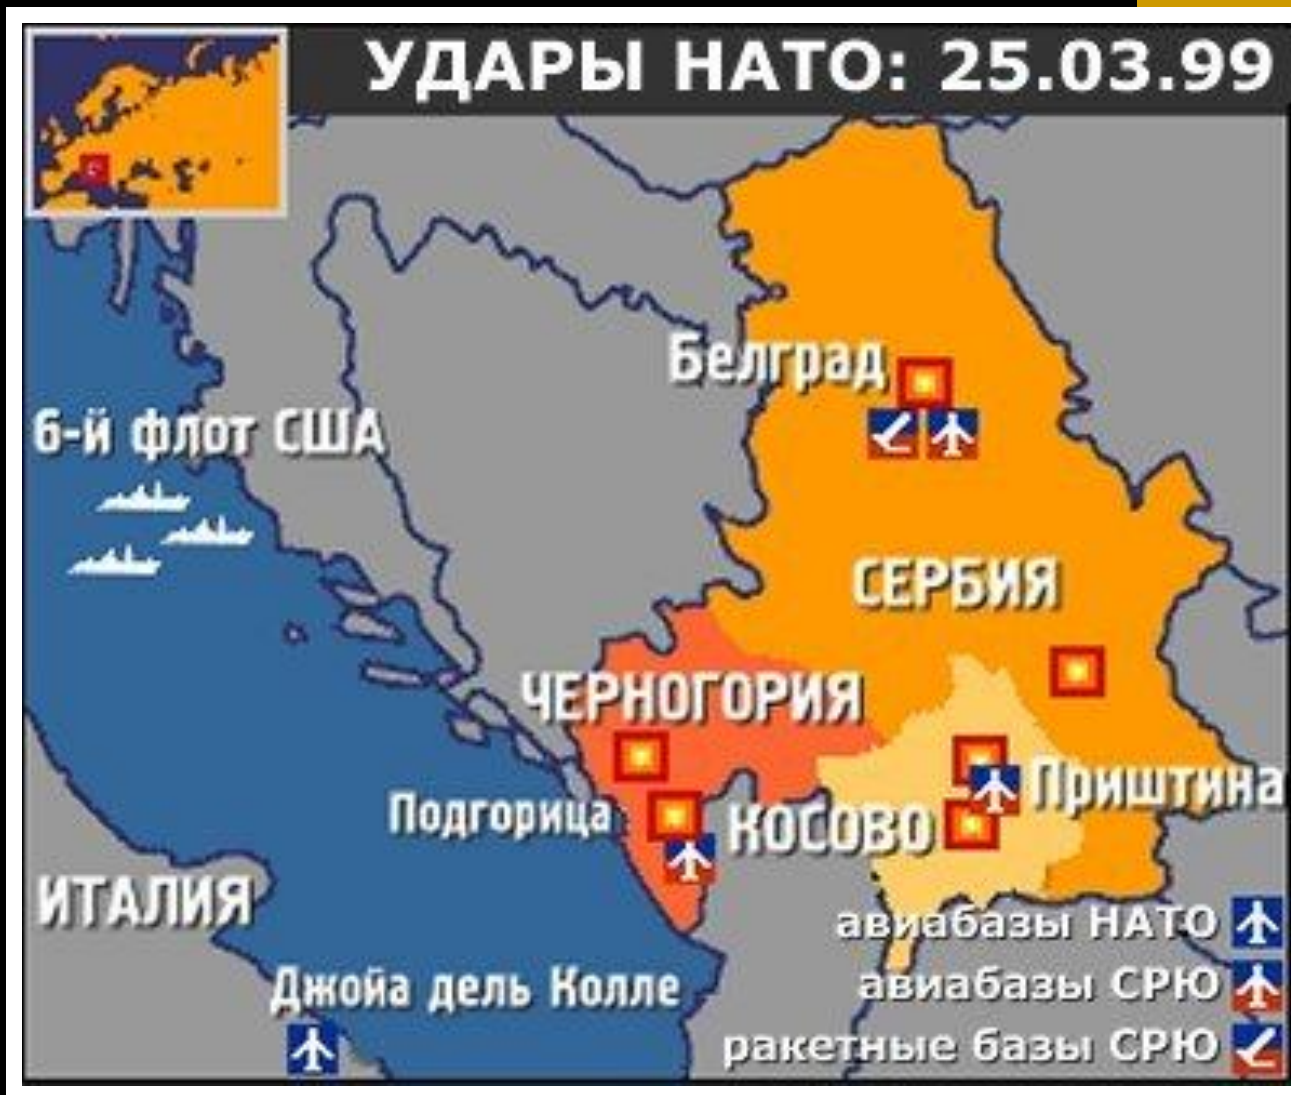 УДАРЫ НАТО: 25.03.99
Белград
6-й флот США
СЕРБИЯ
ЧЕРНОГОРИЯ
Приштина
Подгорица
КОСОВО
ИТАЛИЯ
авиабазы НАТО
Джойа дель Колле
авиабазы СРЮ
ракетные базы СРЮ